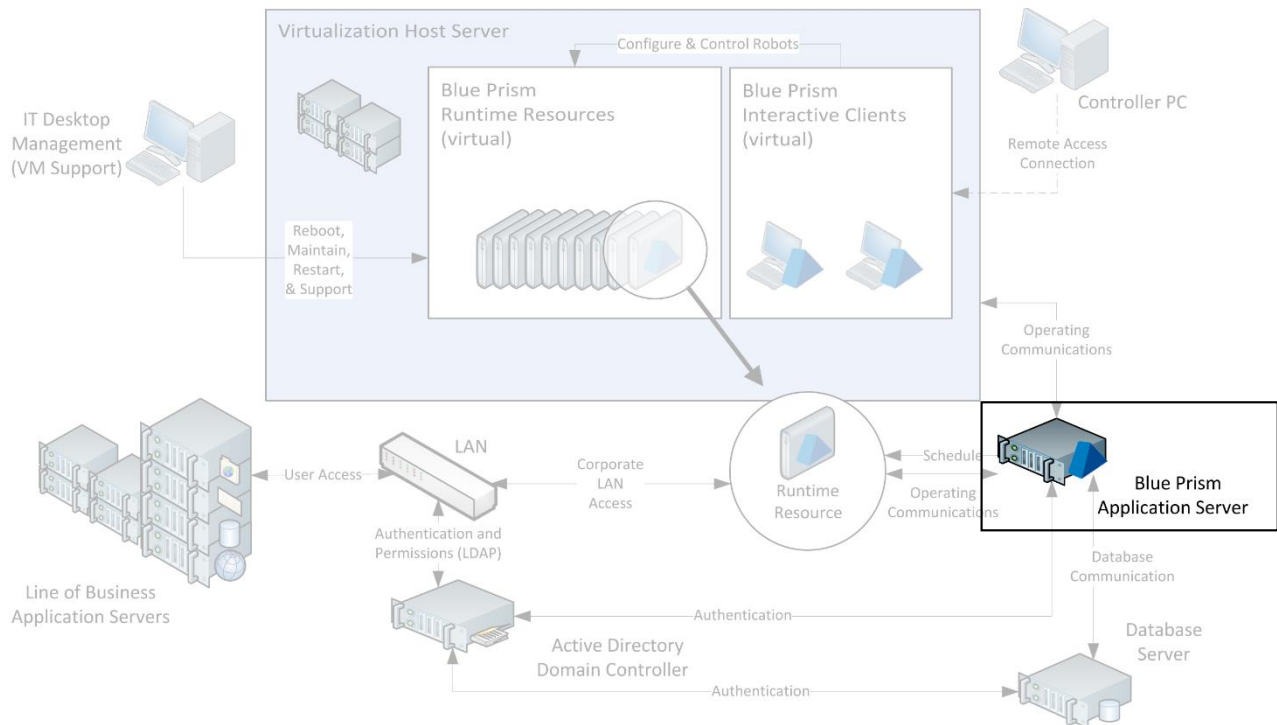 Virtualization Host Server
Configure & Control Robots
Blue Prism
Runtime Resources
(virtual)
Blue Prism
Interactive Clients
(virtual)
Controller PC
IT Desktop
Management
(VM Support)
Remote Access
Connection
Reboot,
Maintain,
Restart,
& Support
Operating
Communications
LAN
User Access
Corporate
LAN
Access
Runtime
Resource
Schedule
Operating
Communications
Blue Prism
Application Server
Authentication and
Permissions (LDAP)
Database
Communication
Line of Business
Application Servers
Authentication
Active Directory
Domain Controller
Database
Server
Authentication